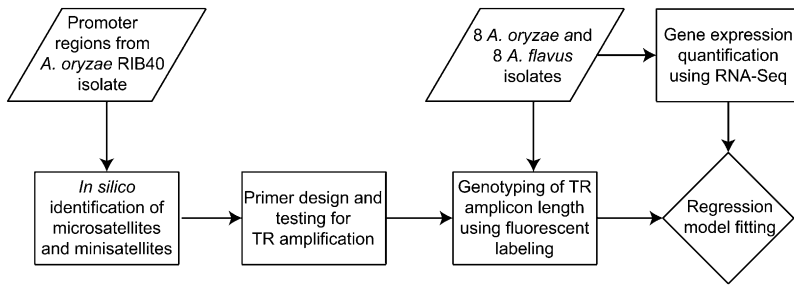 Promoter
regions from
A. oryzae RIB40
isolate
8 A. oryzae and
8 A. flavus
isolates
Gene expression
quantification
using RNA-Seq
In silico
identification of
microsatellites
and minisatellites
Primer design and
testing for
TR amplification
Genotyping of TR
amplicon length
using fluorescent
labeling
Regression
model fitting